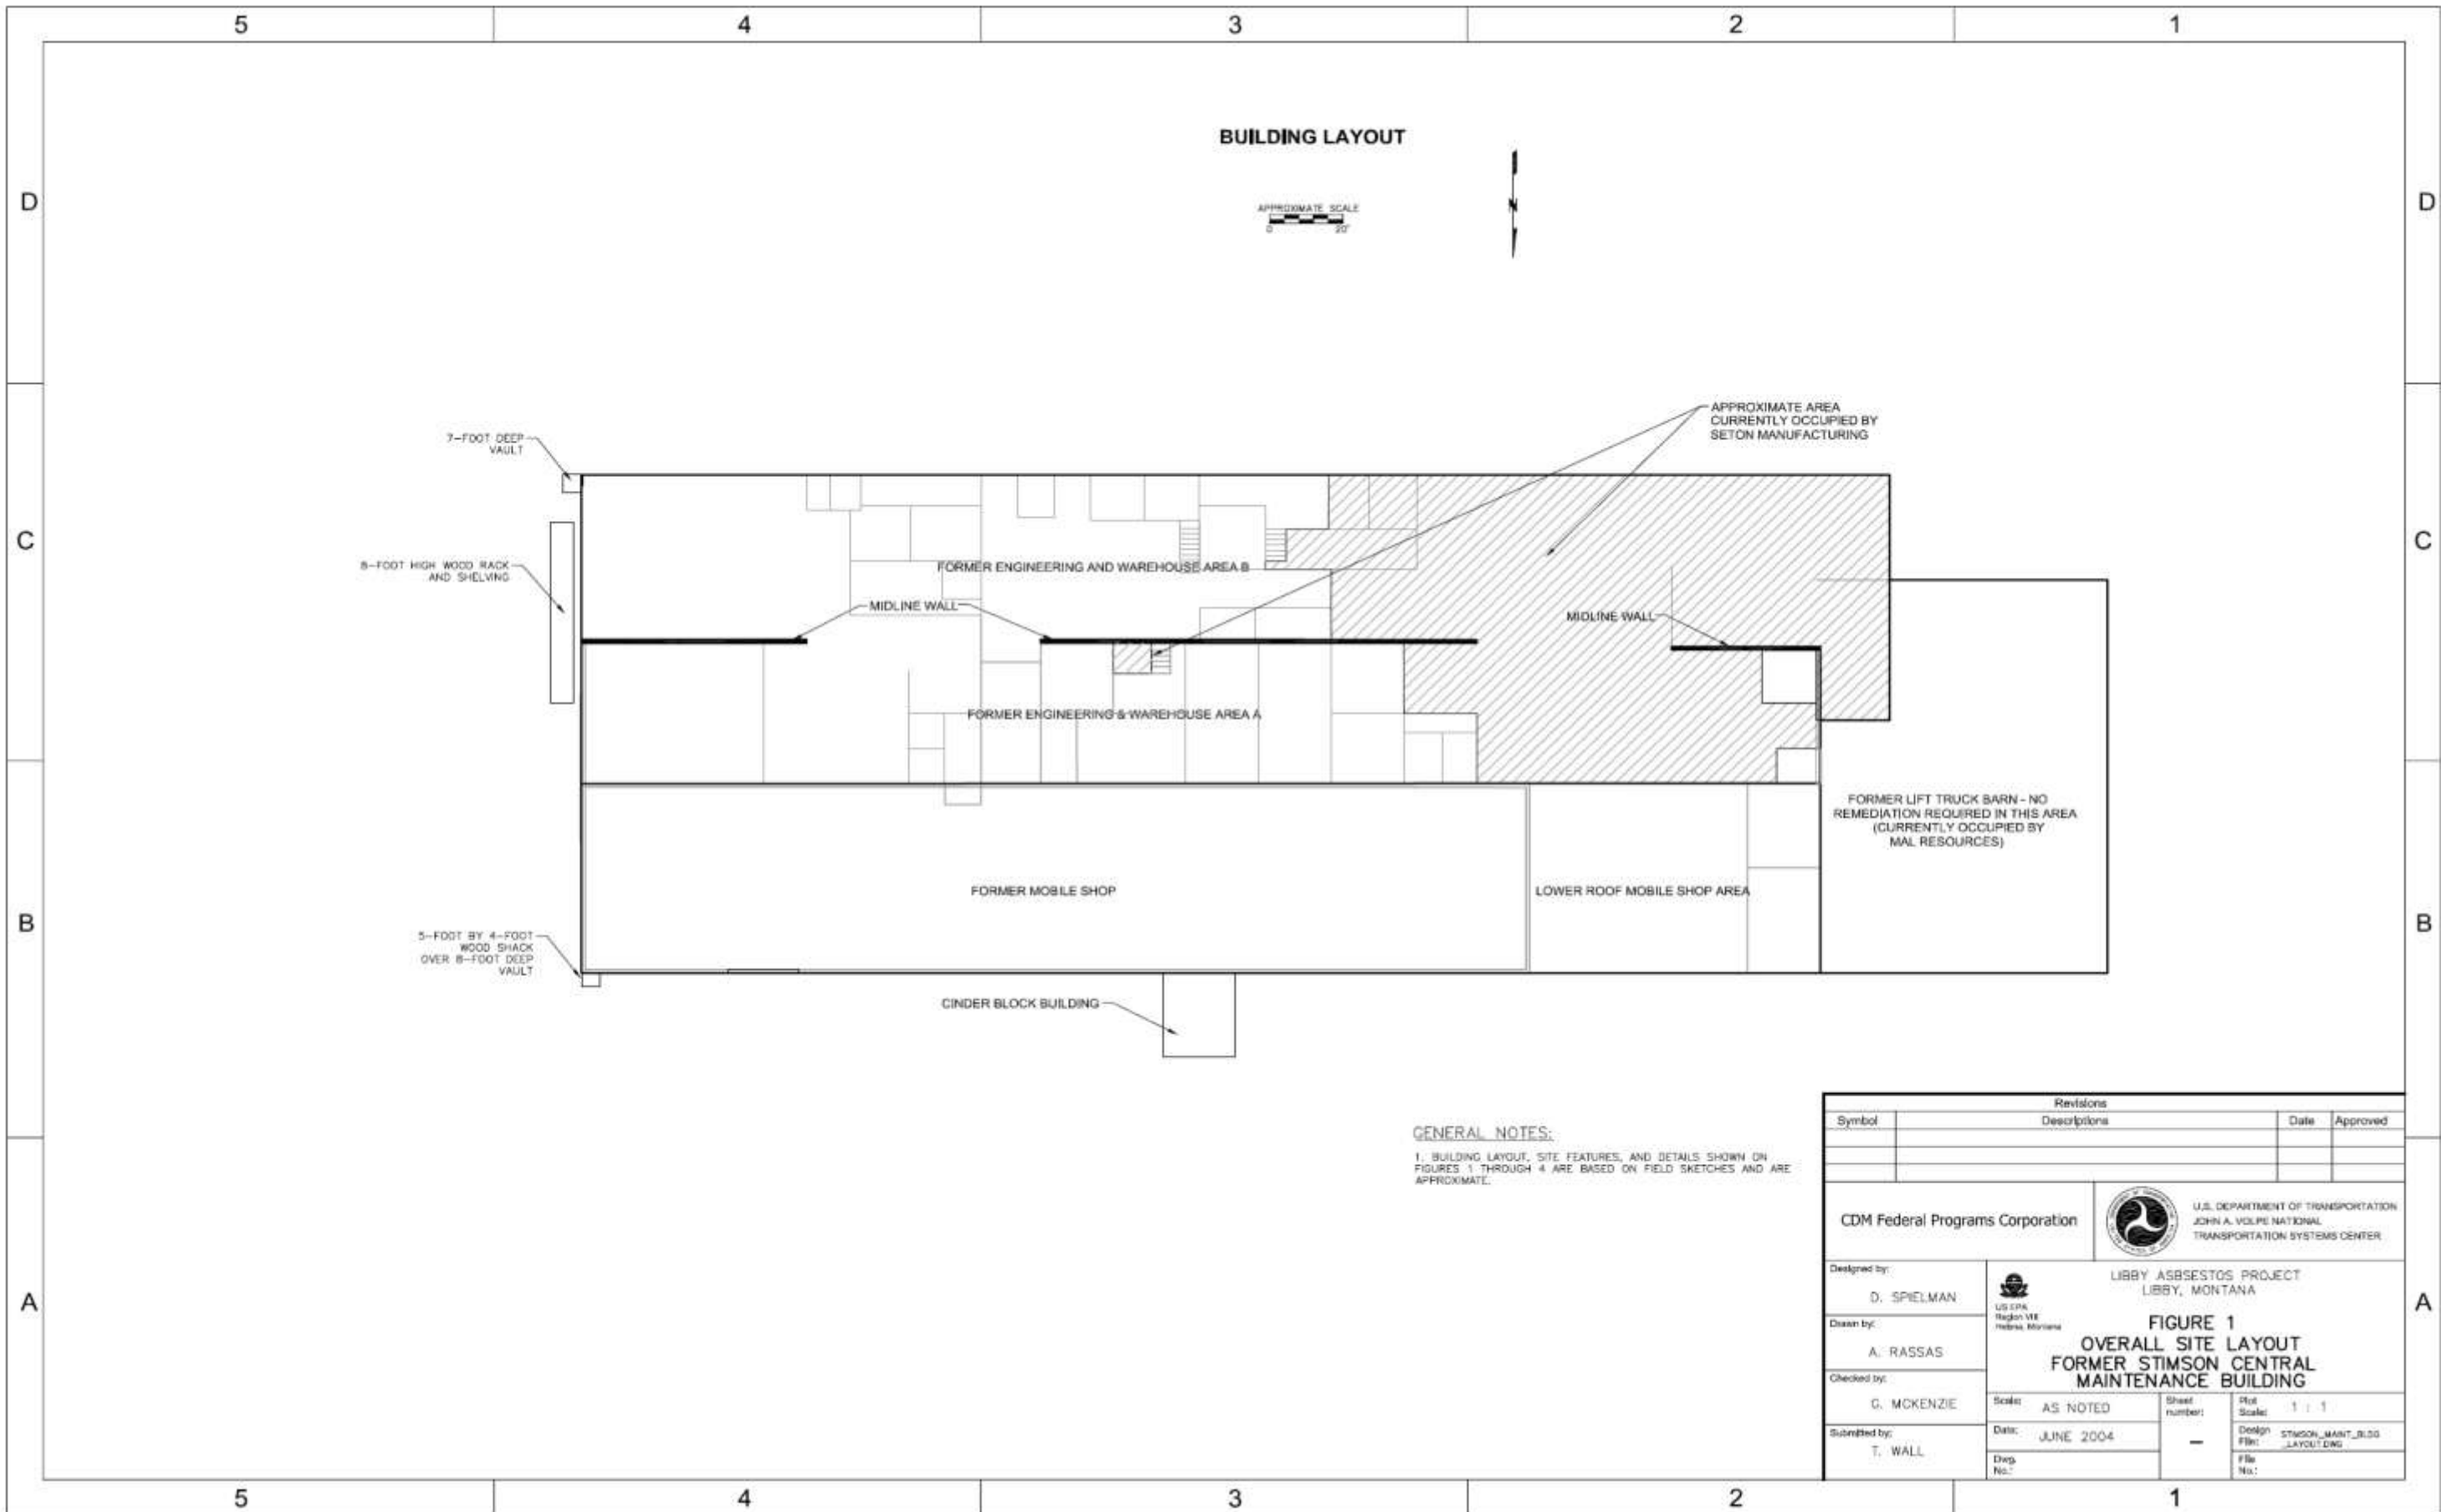 5 4 3 2 1
D D
BUILDING LAYOUT
APPROXIMATE SCALE
0 20'
N
APPROXIMATE AREA
CURRENTLY OCCUPIED BY
SETON MANUFACTURING
7-FOOT DEEP
VAULT
C C
8-FOOT HIGH WOOD RACK
AND SHELVING
FORMER ENGINEERING AND WAREHOUSE AREA B
MIDLINE WALL
MIDLINE WALL
FORMER ENGINEERING & WAREHOUSE AREA A
FORMER LIFT TRUCK BARN - NO
REMEDIATION REQUIRED IN THIS AREA
(CURRENTLY OCCUPIED BY
MAL RESOURCES)
FORMER MOBILE SHOP
LOWER ROOF MOBILE SHOP AREA
B B
5-FOOT BY 4-FOOT
WOOD SHACK
OVER 8-FOOT DEEP
VAULT
CINDER BLOCK BUILDING
GENERAL NOTES:
1. BUILDING LAYOUT, SITE FEATURES, AND DETAILS SHOWN ON
FIGURES 1 THROUGH 4 ARE BASED ON FIELD SKETCHES AND ARE
APPROXIMATE.
Revisions
Symbol Descriptions Date Approved
CDM Federal Programs Corporation
U.S. DEPARTMENT OF TRANSPORTATION
JOHN A. VOLPE NATIONAL
TRANSPORTATION SYSTEMS CENTER
A A
Designed by:
D. SPIELMAN
Drawn by:
A. RASSAS
Checked by:
G. MCKENZIE
Submitted by:
T. WALL
US EPA
Region VIII
Helena, Montana
LIBBY ASBSESTOS PROJECT
LIBBY, MONTANA
FIGURE 1
OVERALL SITE LAYOUT
FORMER STIMSON CENTRAL
MAINTENANCE BUILDING
Scale: AS NOTED
Date: JUNE 2004
Dwg.
No.:
Sheet
number:
—
Plot
Scale: 1 : 1
Design
File: STIMSON_MAINT_BLDG
_LAYOUT.DWG
File
No.:
5 4 3 2 1